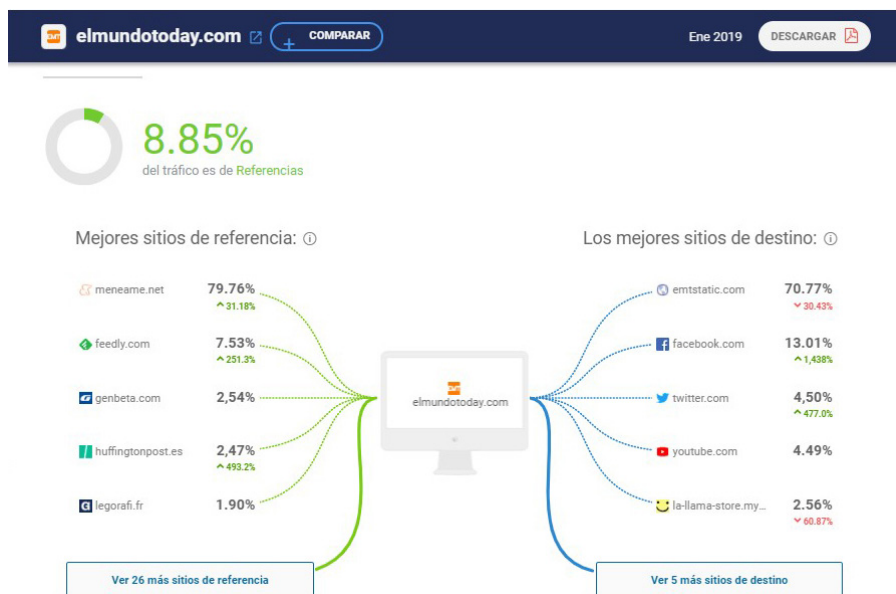 EMT elmundotoday.com + COMPARAR Ene 2019 DESCARGAR
8.85%
del tráfico es de Referencias
Mejores sitios de referencia:
meneame.net 79.76%
31.18%
feedly.com 7.53%
251.3%
genbeta.com 2,54%
huffingtonpost.es 2,47%
493.2%
legorafi.fr 1.90%
Ver 26 más sitios de referencia
EMT
elmundotoday.com
Los mejores sitios de destino:
emtstatic.com 70.77%
30.43%
facebook.com 13.01%
1,438%
twitter.com 4,50%
477.0%
youtube.com 4.49%
la-llama-store.my... 2.56%
60.87%
Ver 5 más sitios de destino